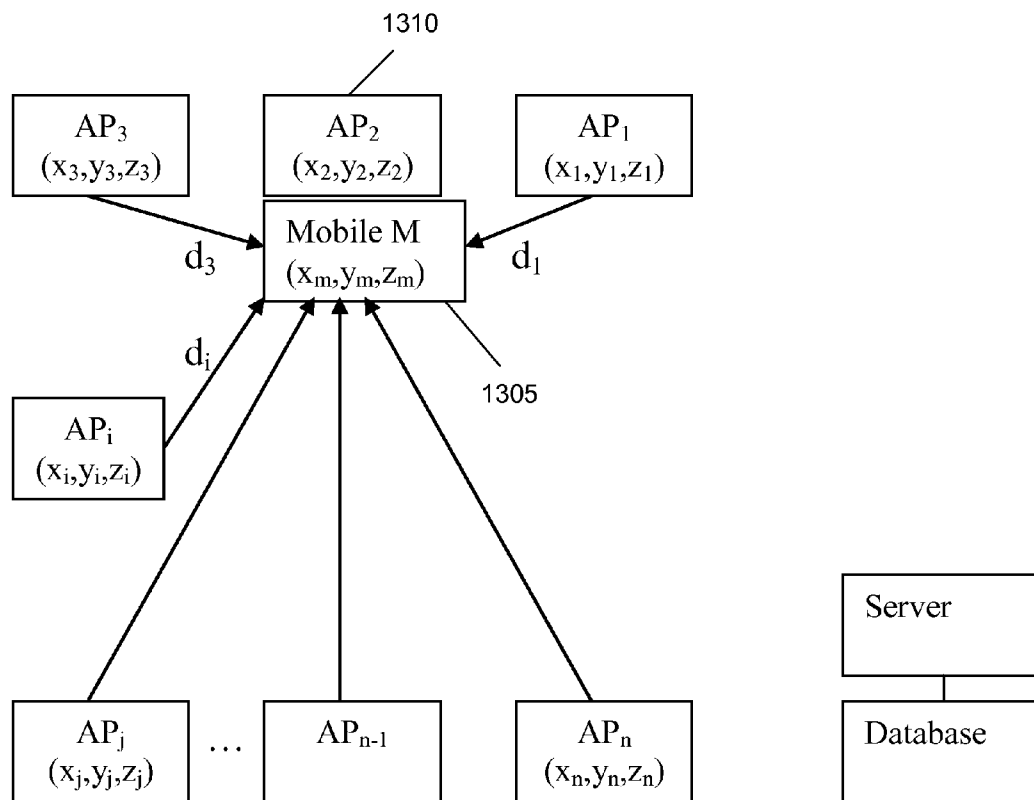 1310
AP₃
(x₃,y₃,z₃)
AP₂
(x₂,y₂,z₂)
AP₁
(x₁,y₁,z₁)
Mobile M
(xₘ,yₘ,zₘ)
d₃
d₁
dᵢ
1305
APᵢ
(xᵢ,yᵢ,zᵢ)
Server
APⱼ
(xⱼ,yⱼ,zⱼ)
...
APₙ₋₁
APₙ
(xₙ,yₙ,zₙ)
Database